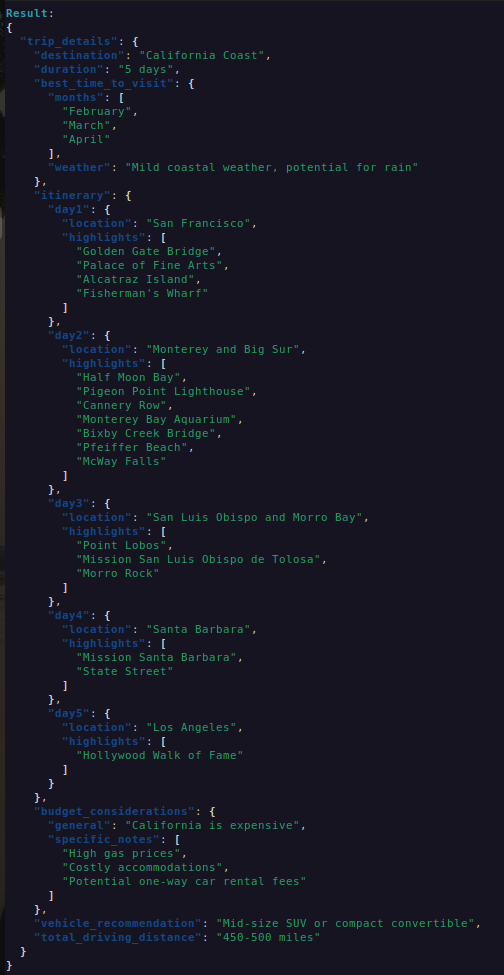 Result:
{
  "trip_details": {
    "destination": "California Coast",
    "duration": "5 days",
    "best_time_to_visit": {
      "months": [
        "February",
        "March",
        "April"
      ],
      "weather": "Mild coastal weather, potential for rain"
    },
    "itinerary": {
      "day1": {
        "location": "San Francisco",
        "highlights": [
          "Golden Gate Bridge",
          "Palace of Fine Arts",
          "Alcatraz Island",
          "Fisherman's Wharf"
        ]
      },
      "day2": {
        "location": "Monterey and Big Sur",
        "highlights": [
          "Half Moon Bay",
          "Pigeon Point Lighthouse",
          "Cannery Row",
          "Monterey Bay Aquarium",
          "Bixby Creek Bridge",
          "Pfeiffer Beach",
          "McWay Falls"
        ]
      },
      "day3": {
        "location": "San Luis Obispo and Morro Bay",
        "highlights": [
          "Point Lobos",
          "Mission San Luis Obispo de Tolosa",
          "Morro Rock"
        ]
      },
      "day4": {
        "location": "Santa Barbara",
        "highlights": [
          "Mission Santa Barbara",
          "State Street"
        ]
      },
      "day5": {
        "location": "Los Angeles",
        "highlights": [
          "Hollywood Walk of Fame"
        ]
      }
    },
    "budget_considerations": {
      "general": "California is expensive",
      "specific_notes": [
        "High gas prices",
        "Costly accommodations",
        "Potential one-way car rental fees"
      ]
    },
    "vehicle_recommendation": "Mid-size SUV or compact convertible",
    "total_driving_distance": "450-500 miles"
  }
}